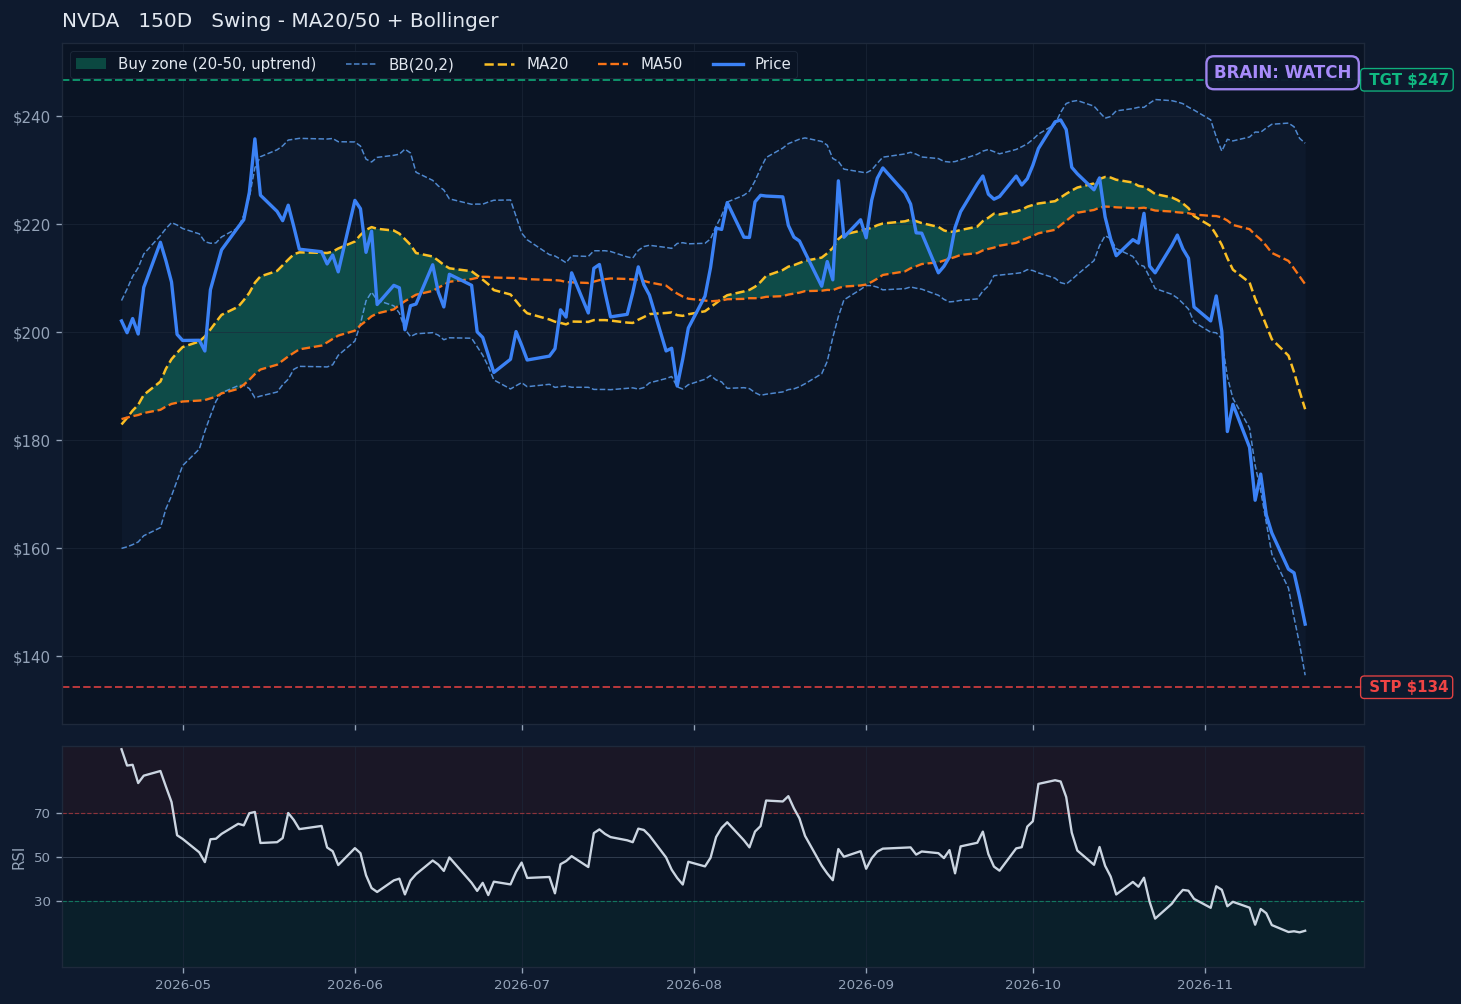 NVDA   150D   Swing - MA20/50 + Bollinger
Buy zone (20-50, uptrend)   BB(20,2)   MA20   MA50   Price
BRAIN: WATCH
TGT $247
$240
$220
$200
$180
$160
$140
STP $134
RSI
70
50
30
2026-05   2026-06   2026-07   2026-08   2026-09   2026-10   2026-11